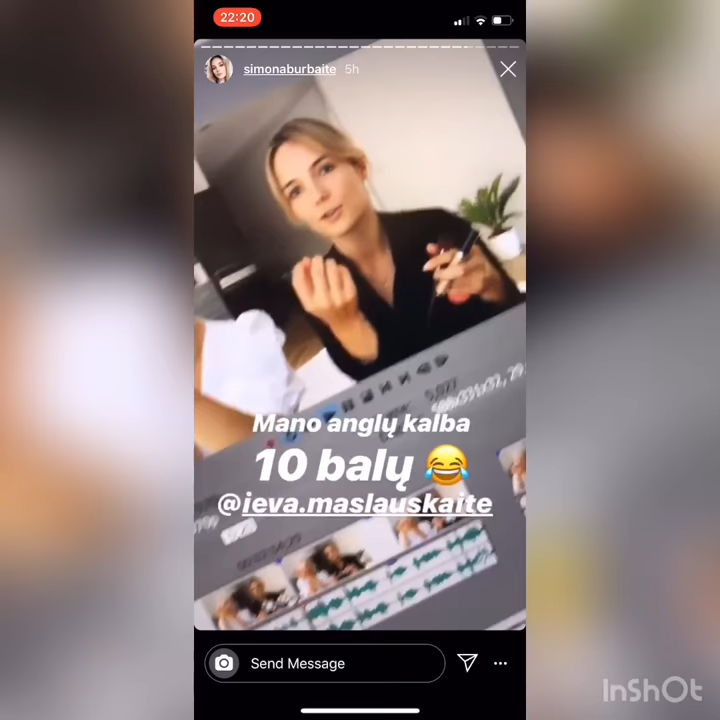 22:20
simonaburbaite 5h
Mano anglų kalba
10 balų 😂
@ieva.maslauskaite
Send Message
InShOt